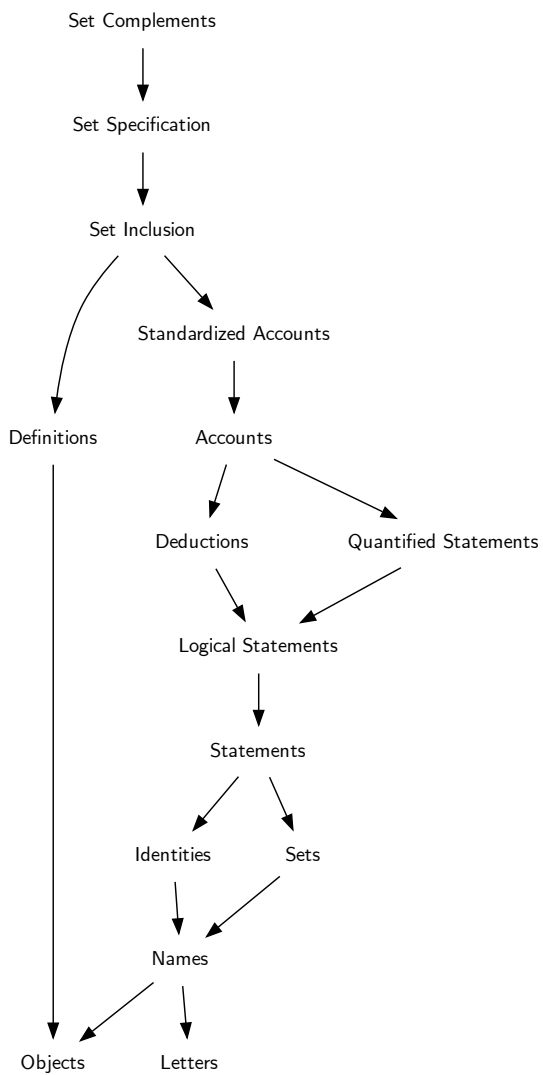 Set Complements
Set Specification
Set Inclusion
Standardized Accounts
Definitions
Accounts
Deductions
Quantified Statements
Logical Statements
Statements
Identities
Sets
Names
Objects
Letters